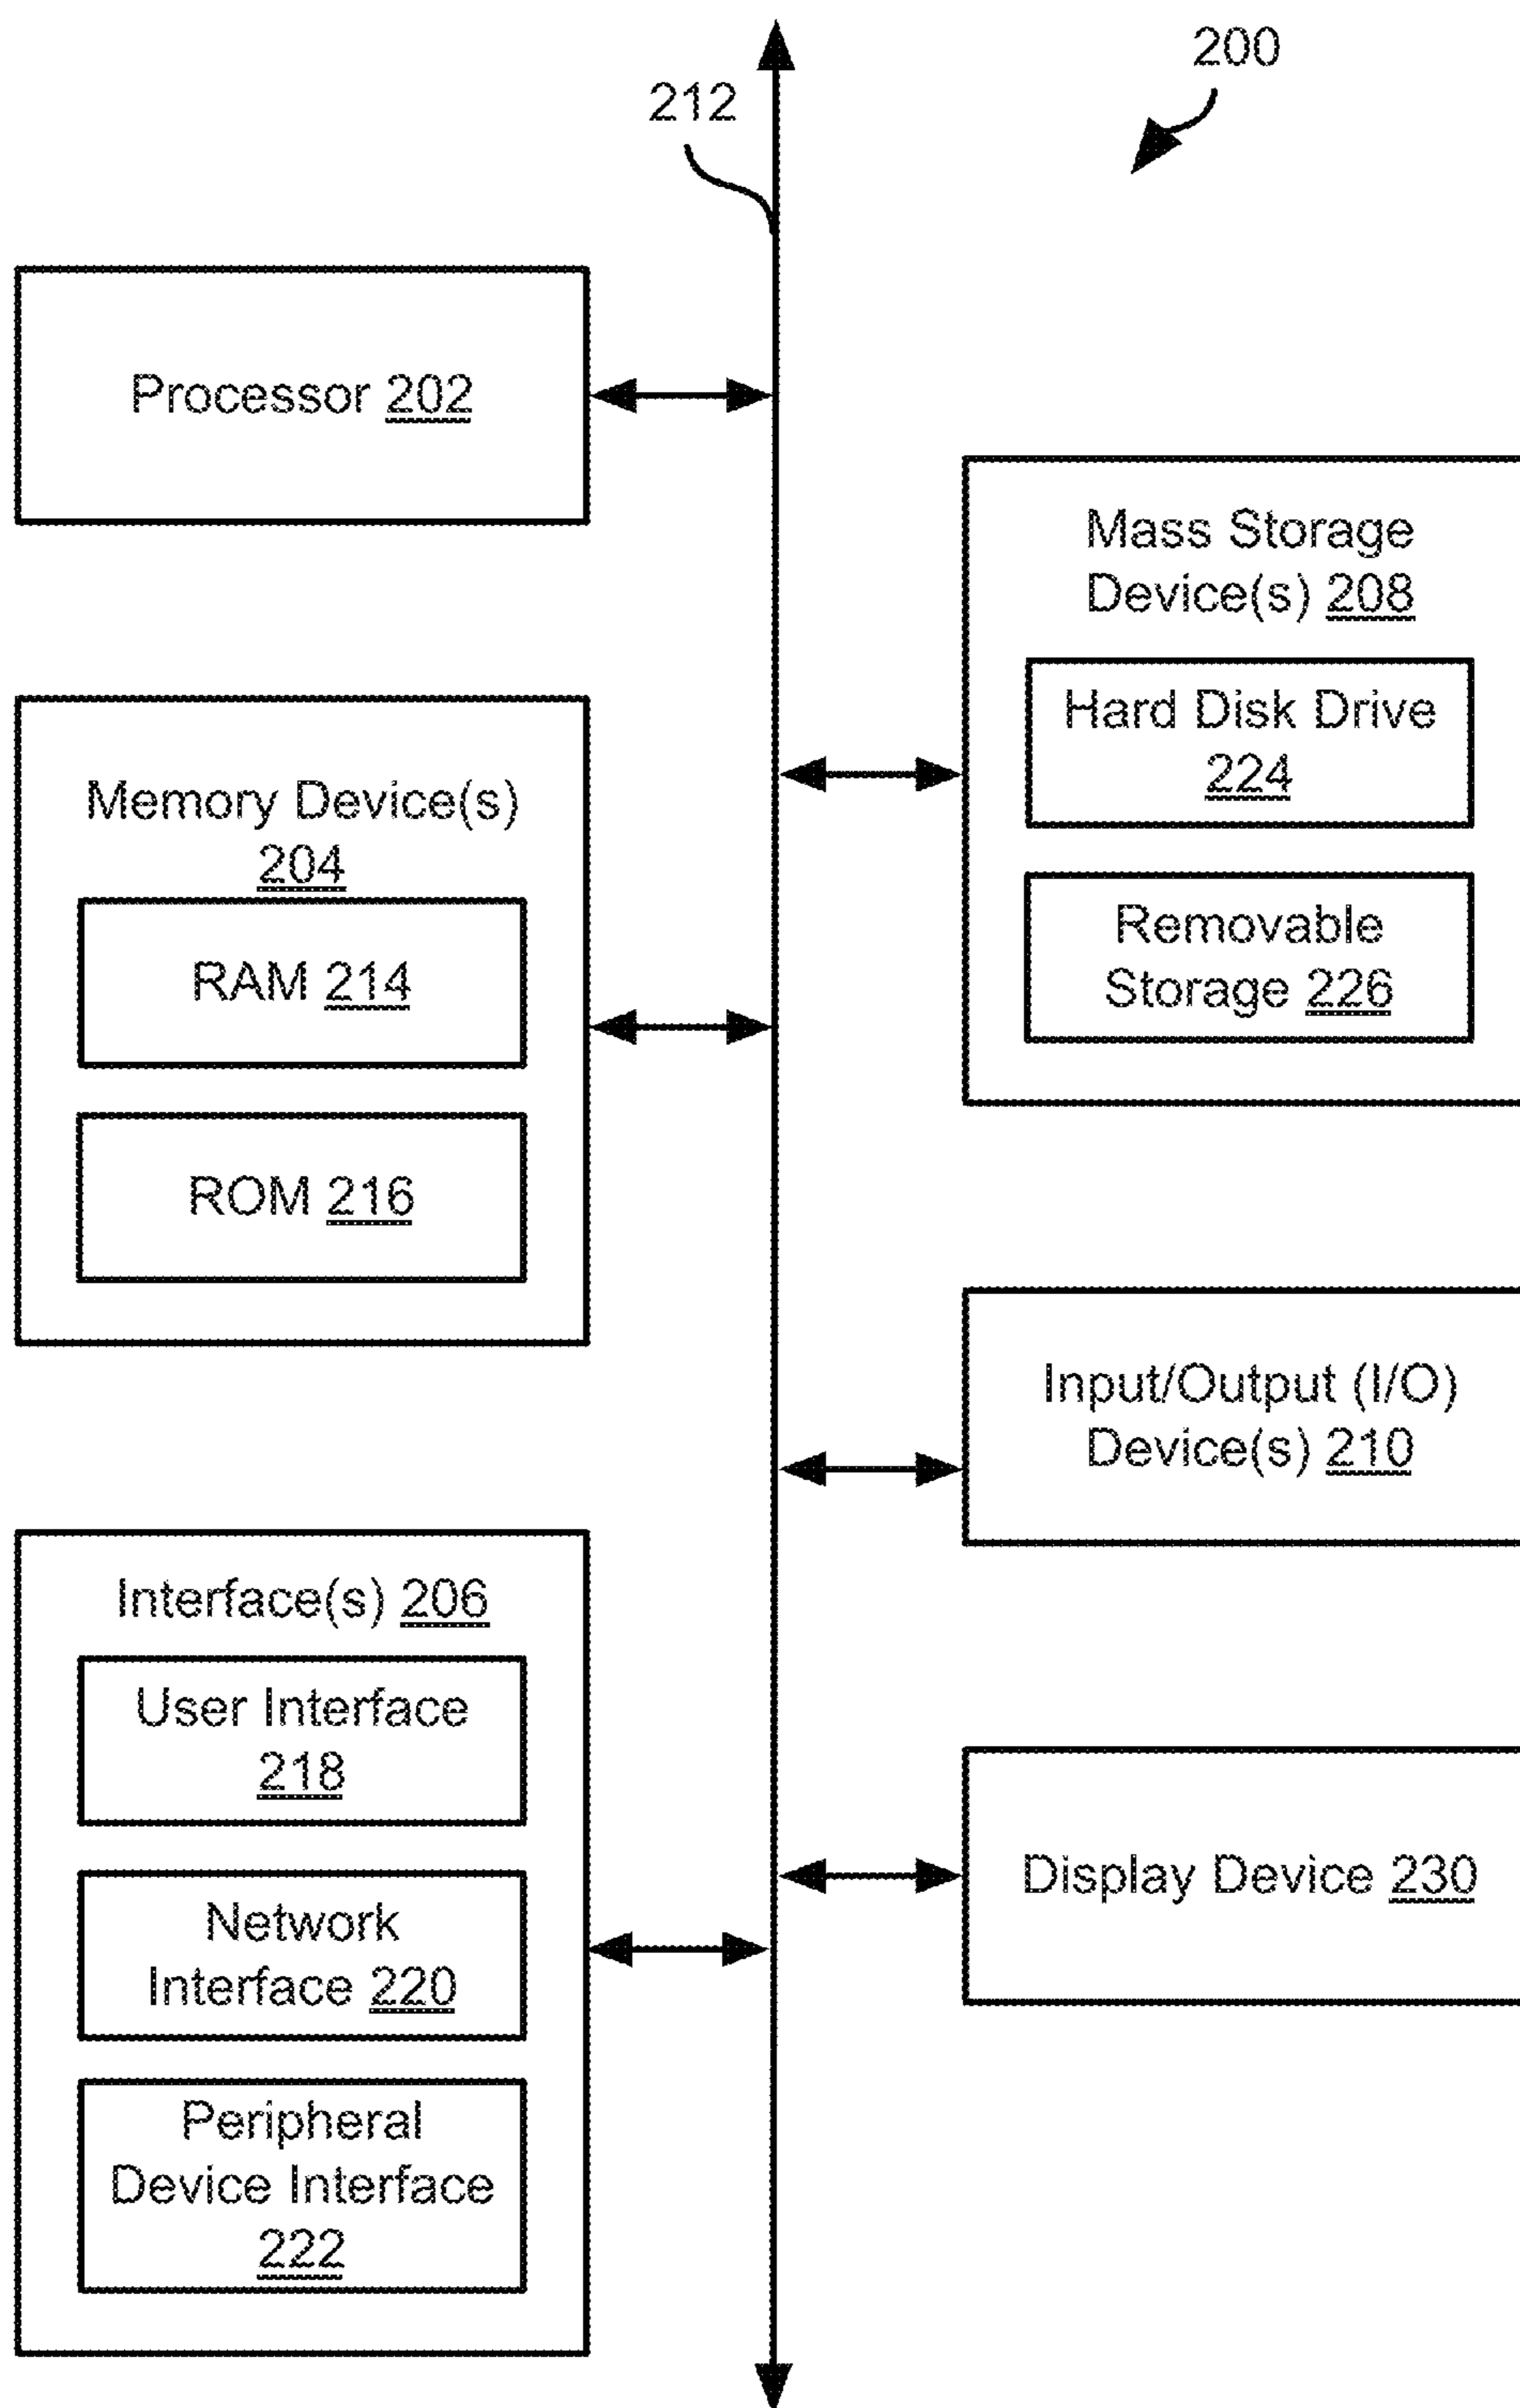 200
212
Processor 202
Mass Storage
Device(s) 208
Hard Disk Drive
224
Removable
Storage 226
Memory Device(s)
204
RAM 214
ROM 216
Input/Output (I/O)
Device(s) 210
Interface(s) 206
User Interface
218
Network
Interface 220
Peripheral
Device Interface
222
Display Device 230